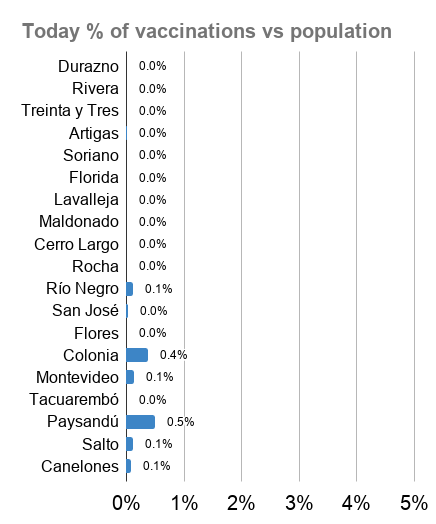 Today % of vaccinations vs population
Durazno 0.0%
Rivera 0.0%
Treinta y Tres 0.0%
Artigas 0.0%
Soriano 0.0%
Florida 0.0%
Lavalleja 0.0%
Maldonado 0.0%
Cerro Largo 0.0%
Rocha 0.0%
Río Negro 0.1%
San José 0.0%
Flores 0.0%
Colonia 0.4%
Montevideo 0.1%
Tacuarembó 0.0%
Paysandú 0.5%
Salto 0.1%
Canelones 0.1%
0% 1% 2% 3% 4% 5%